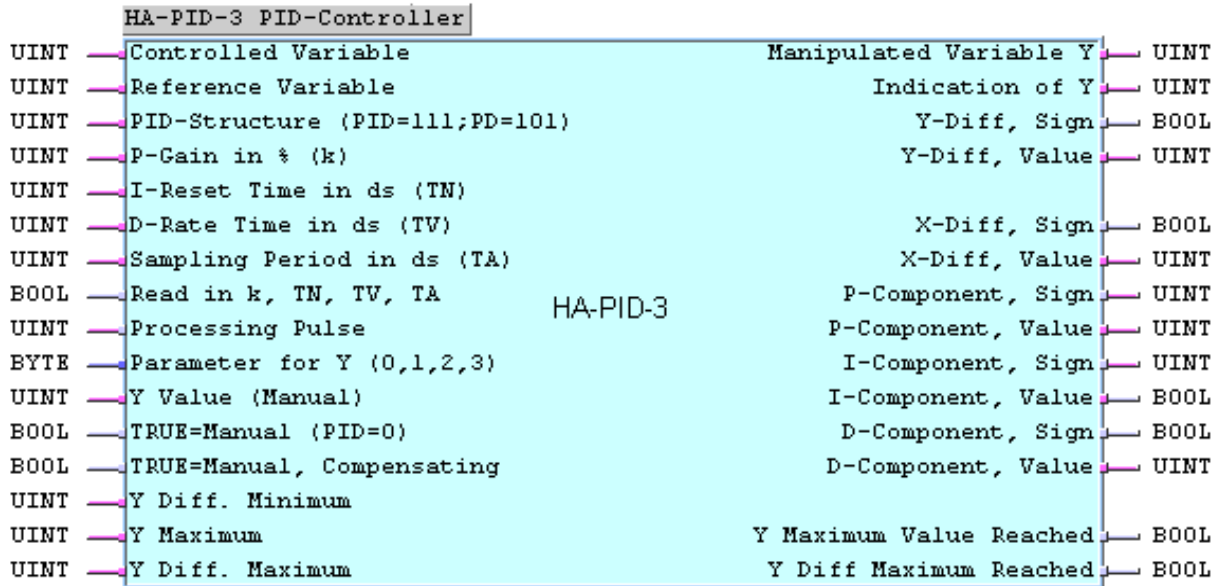 HA-PID-3 PID-Controller
UINT Controlled Variable Manipulated Variable Y UINT
UINT Reference Variable Indication of Y UINT
UINT PID-Structure (PID=111;PD=101) Y-Diff, Sign BOOL
UINT P-Gain in % (k) Y-Diff, Value UINT
UINT I-Reset Time in ds (TN)
UINT D-Rate Time in ds (TV) X-Diff, Sign BOOL
UINT Sampling Period in ds (TA) X-Diff, Value UINT
BOOL Read in k, TN, TV, TA HA-PID-3 P-Component, Sign UINT
UINT Processing Pulse P-Component, Value UINT
BYTE Parameter for Y (0,1,2,3) I-Component, Sign UINT
UINT Y Value (Manual) I-Component, Value BOOL
BOOL TRUE=Manual (PID=0) D-Component, Sign BOOL
BOOL TRUE=Manual, Compensating D-Component, Value UINT
UINT Y Diff. Minimum
UINT Y Maximum Y Maximum Value Reached BOOL
UINT Y Diff. Maximum Y Diff Maximum Reached BOOL